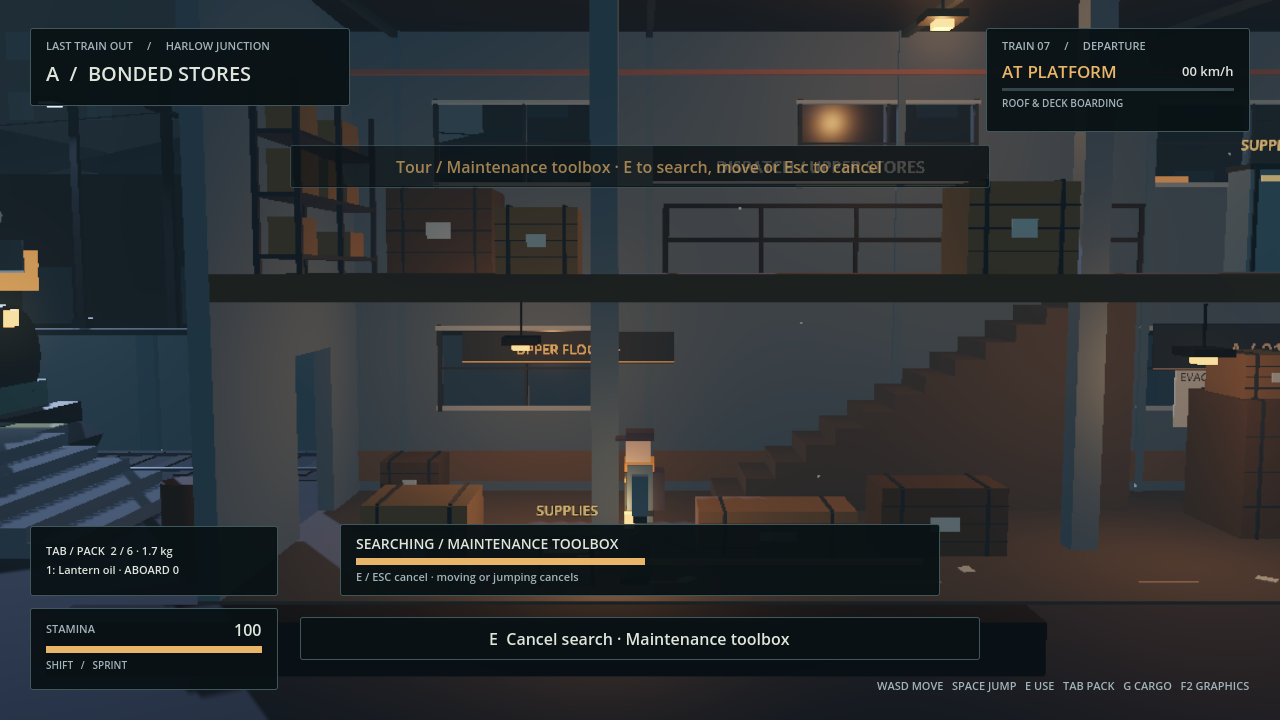 LAST TRAIN OUT / HARLOW JUNCTION
A / BONDED STORES
TRAIN 07 / DEPARTURE
AT PLATFORM 00 km/h
ROOF & DECK BOARDING
Tour / Maintenance toolbox · E to search, move or Esc to cancel
SUPPLIES
TAB / PACK 2 / 6 · 1.7 kg
1: Lantern oil · ABOARD 0
SEARCHING / MAINTENANCE TOOLBOX
E / ESC cancel · moving or jumping cancels
STAMINA 100
SHIFT / SPRINT
E Cancel search · Maintenance toolbox
WASD MOVE SPACE JUMP E USE TAB PACK G CARGO F2 GRAPHICS